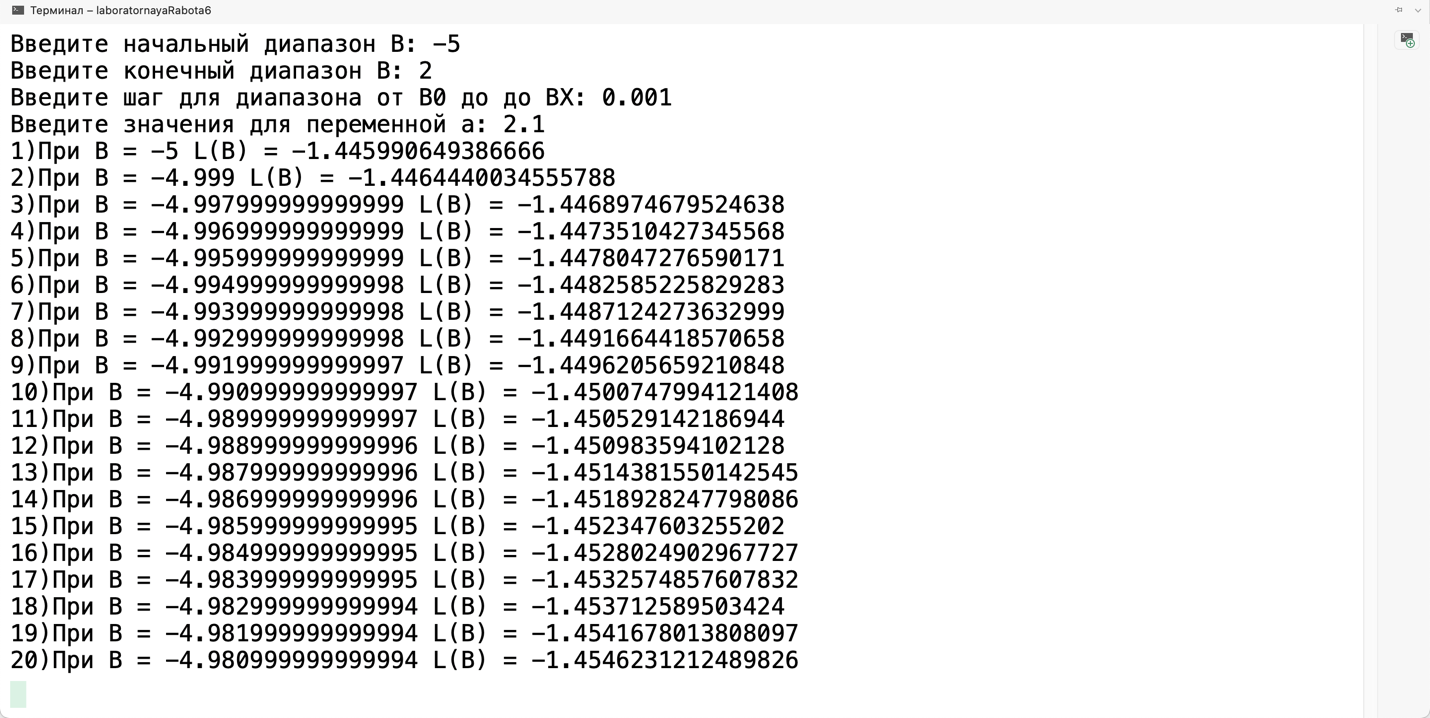 Терминал – laboratornayaRabota6
Введите начальный диапазон B: -5
Введите конечный диапазон B: 2
Введите шаг для диапазона от B0 до до BX: 0.001
Введите значения для переменной a: 2.1
1)При B = -5 L(B) = -1.445990649386666
2)При B = -4.999 L(B) = -1.4464440034555788
3)При B = -4.997999999999999 L(B) = -1.4468974679524638
4)При B = -4.996999999999999 L(B) = -1.4473510427345568
5)При B = -4.995999999999999 L(B) = -1.4478047276590171
6)При B = -4.994999999999998 L(B) = -1.4482585225829283
7)При B = -4.993999999999998 L(B) = -1.4487124273632999
8)При B = -4.992999999999998 L(B) = -1.4491664418570658
9)При B = -4.991999999999997 L(B) = -1.4496205659210848
10)При B = -4.990999999999997 L(B) = -1.4500747994121408
11)При B = -4.989999999999997 L(B) = -1.450529142186944
12)При B = -4.988999999999996 L(B) = -1.450983594102128
13)При B = -4.987999999999996 L(B) = -1.4514381550142545
14)При B = -4.986999999999996 L(B) = -1.4518928247798086
15)При B = -4.985999999999995 L(B) = -1.452347603255202
16)При B = -4.984999999999995 L(B) = -1.4528024902967727
17)При B = -4.983999999999995 L(B) = -1.4532574857607832
18)При B = -4.982999999999994 L(B) = -1.453712589503424
19)При B = -4.981999999999994 L(B) = -1.4541678013808097
20)При B = -4.980999999999994 L(B) = -1.4546231212489826